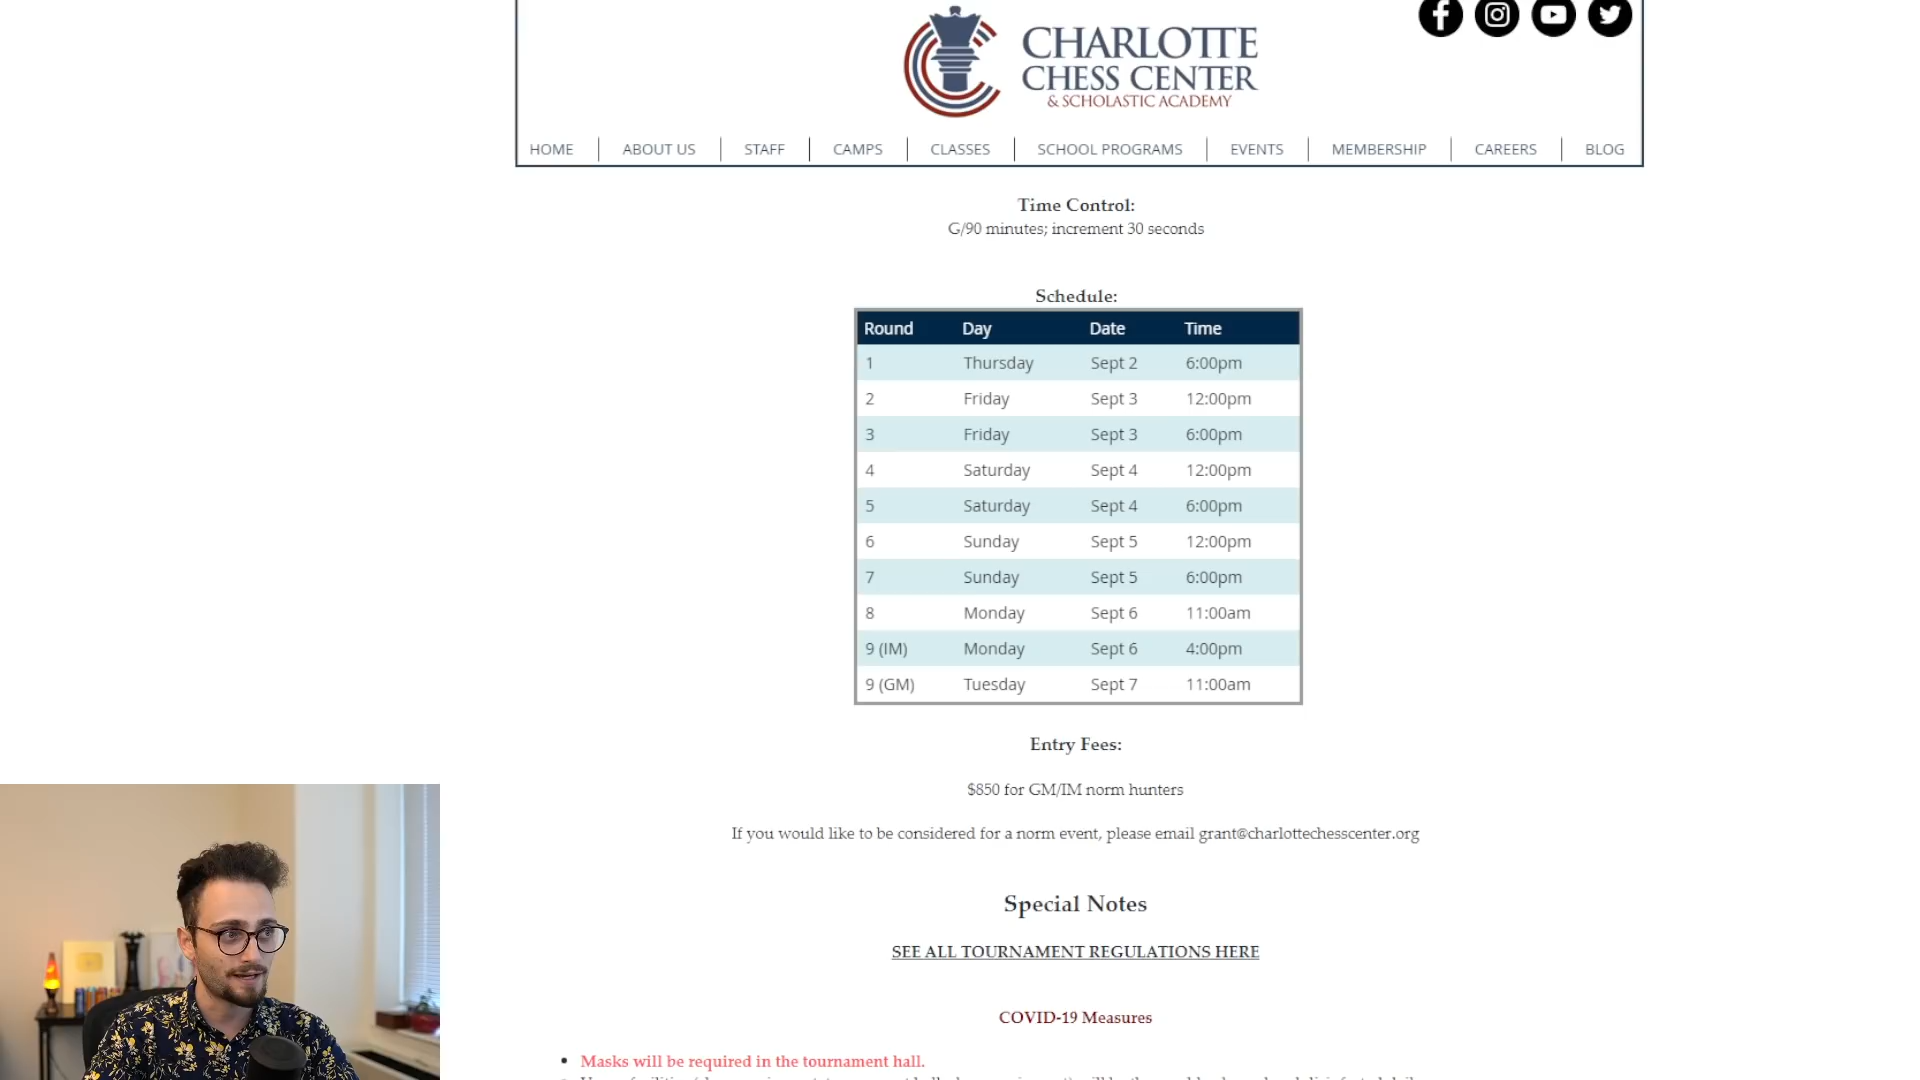 CHARLOTTE
CHESS CENTER
& SCHOLASTIC ACADEMY
HOME ABOUT US STAFF CAMPS CLASSES SCHOOL PROGRAMS EVENTS MEMBERSHIP CAREERS BLOG
Time Control:
G/90 minutes; increment 30 seconds
Schedule:
Round Day Date Time
1 Thursday Sept 2 6:00pm
2 Friday Sept 3 12:00pm
3 Friday Sept 3 6:00pm
4 Saturday Sept 4 12:00pm
5 Saturday Sept 4 6:00pm
6 Sunday Sept 5 12:00pm
7 Sunday Sept 5 6:00pm
8 Monday Sept 6 11:00am
9 (IM) Monday Sept 6 4:00pm
9 (GM) Tuesday Sept 7 11:00am
Entry Fees:
$850 for GM/IM norm hunters
If you would like to be considered for a norm event, please email grant@charlottechesscenter.org
Special Notes
SEE ALL TOURNAMENT REGULATIONS HERE
COVID-19 Measures
• Masks will be required in the tournament hall.